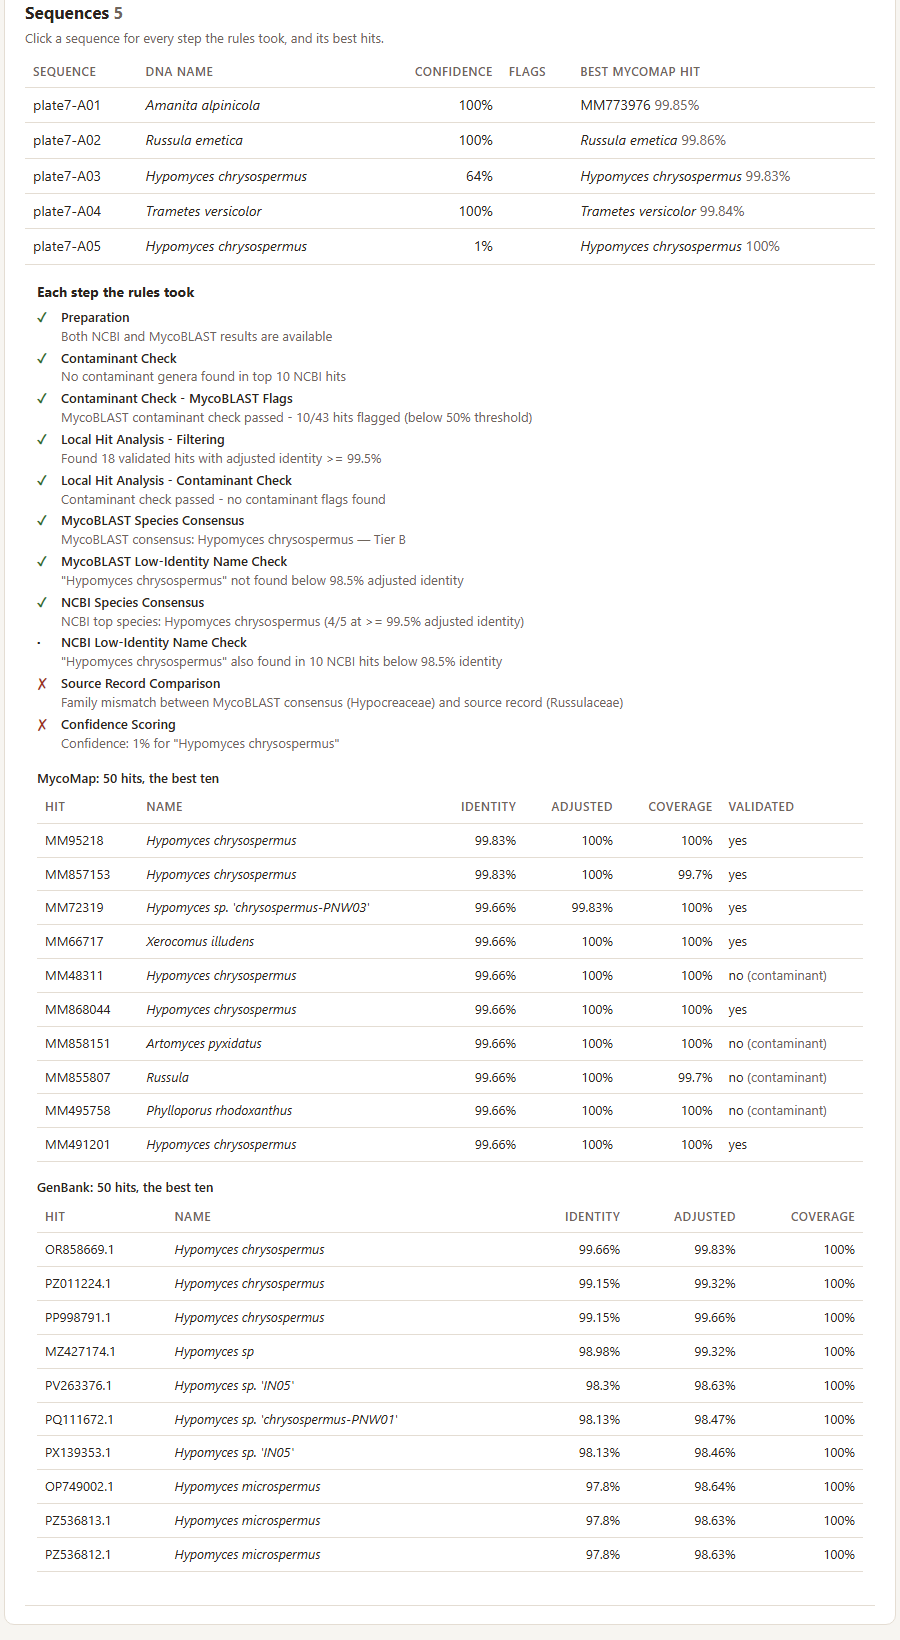 Sequences 5
Click a sequence for every step the rules took, and its best hits.
SEQUENCE DNA NAME CONFIDENCE FLAGS BEST MYCOMAP HIT
plate7-A01 Amanita alpinicola 100% MM773976 99.85%
plate7-A02 Russula emetica 100% Russula emetica 99.86%
plate7-A03 Hypomyces chrysospermus 64% Hypomyces chrysospermus 99.83%
plate7-A04 Trametes versicolor 100% Trametes versicolor 99.84%
plate7-A05 Hypomyces chrysospermus 1% Hypomyces chrysospermus 100%
Each step the rules took
✓ Preparation
Both NCBI and MycoBLAST results are available
✓ Contaminant Check
No contaminant genera found in top 10 NCBI hits
✓ Contaminant Check - MycoBLAST Flags
MycoBLAST contaminant check passed - 10/43 hits flagged (below 50% threshold)
✓ Local Hit Analysis - Filtering
Found 18 validated hits with adjusted identity >= 99.5%
✓ Local Hit Analysis - Contaminant Check
Contaminant check passed - no contaminant flags found
✓ MycoBLAST Species Consensus
MycoBLAST consensus: Hypomyces chrysospermus — Tier B
✓ MycoBLAST Low-Identity Name Check
"Hypomyces chrysospermus" not found below 98.5% adjusted identity
✓ NCBI Species Consensus
NCBI top species: Hypomyces chrysospermus (4/5 at >= 99.5% adjusted identity)
· NCBI Low-Identity Name Check
"Hypomyces chrysospermus" also found in 10 NCBI hits below 98.5% identity
✗ Source Record Comparison
Family mismatch between MycoBLAST consensus (Hypocreaceae) and source record (Russulaceae)
✗ Confidence Scoring
Confidence: 1% for "Hypomyces chrysospermus"
MycoMap: 50 hits, the best ten
HIT NAME IDENTITY ADJUSTED COVERAGE VALIDATED
MM95218 Hypomyces chrysospermus 99.83% 100% 100% yes
MM857153 Hypomyces chrysospermus 99.83% 100% 99.7% yes
MM72319 Hypomyces sp. 'chrysospermus-PNW03' 99.66% 99.83% 100% yes
MM66717 Xerocomus illudens 99.66% 100% 100% yes
MM48311 Hypomyces chrysospermus 99.66% 100% 100% no (contaminant)
MM868044 Hypomyces chrysospermus 99.66% 100% 100% yes
MM858151 Artomyces pyxidatus 99.66% 100% 100% no (contaminant)
MM855807 Russula 99.66% 100% 99.7% no (contaminant)
MM495758 Phylloporus rhodoxanthus 99.66% 100% 100% no (contaminant)
MM491201 Hypomyces chrysospermus 99.66% 100% 100% yes
GenBank: 50 hits, the best ten
HIT NAME IDENTITY ADJUSTED COVERAGE
OR858669.1 Hypomyces chrysospermus 99.66% 99.83% 100%
PZ011224.1 Hypomyces chrysospermus 99.15% 99.32% 100%
PP998791.1 Hypomyces chrysospermus 99.15% 99.66% 100%
MZ427174.1 Hypomyces sp 98.98% 99.32% 100%
PV263376.1 Hypomyces sp. 'IN05' 98.3% 98.63% 100%
PQ111672.1 Hypomyces sp. 'chrysospermus-PNW01' 98.13% 98.47% 100%
PX139353.1 Hypomyces sp. 'IN05' 98.13% 98.46% 100%
OP749002.1 Hypomyces microspermus 97.8% 98.64% 100%
PZ536813.1 Hypomyces microspermus 97.8% 98.63% 100%
PZ536812.1 Hypomyces microspermus 97.8% 98.63% 100%